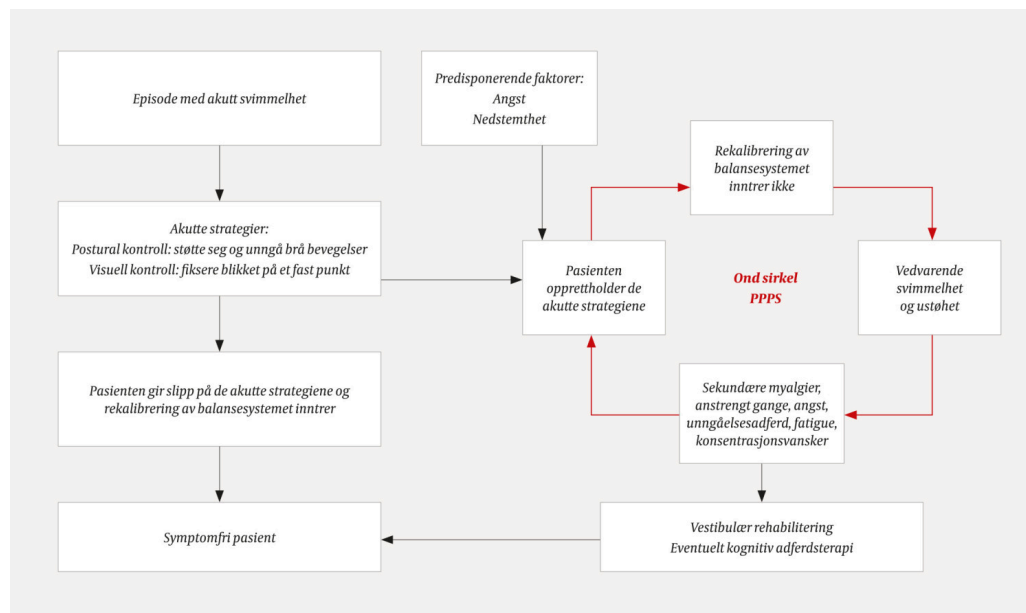 Episode med akutt svimmelhet
Predisponerende faktorer:
Angst
Nedstemthet
Rekalibrering av
balansesystemet
inntrer ikke
Akutte strategier:
Postural kontroll: støtte seg og unngå brå bevegelser
Visuell kontroll: fiksere blikket på et fast punkt
Pasienten
opprettholder de
akutte strategiene
Ond sirkel
PPPS
Vedvarende
svimmelhet
og ustøhet
Pasienten gir slipp på de akutte strategiene og
rekalibrering av balansesystemet inntrer
Sekundære myalgier,
anstrengt gange, angst,
unngåelsesadferd, fatigue,
konsentrasjonsvansker
Symptomfri pasient
Vestibulær rehabilitering
Eventuelt kognitiv adferdsterapi